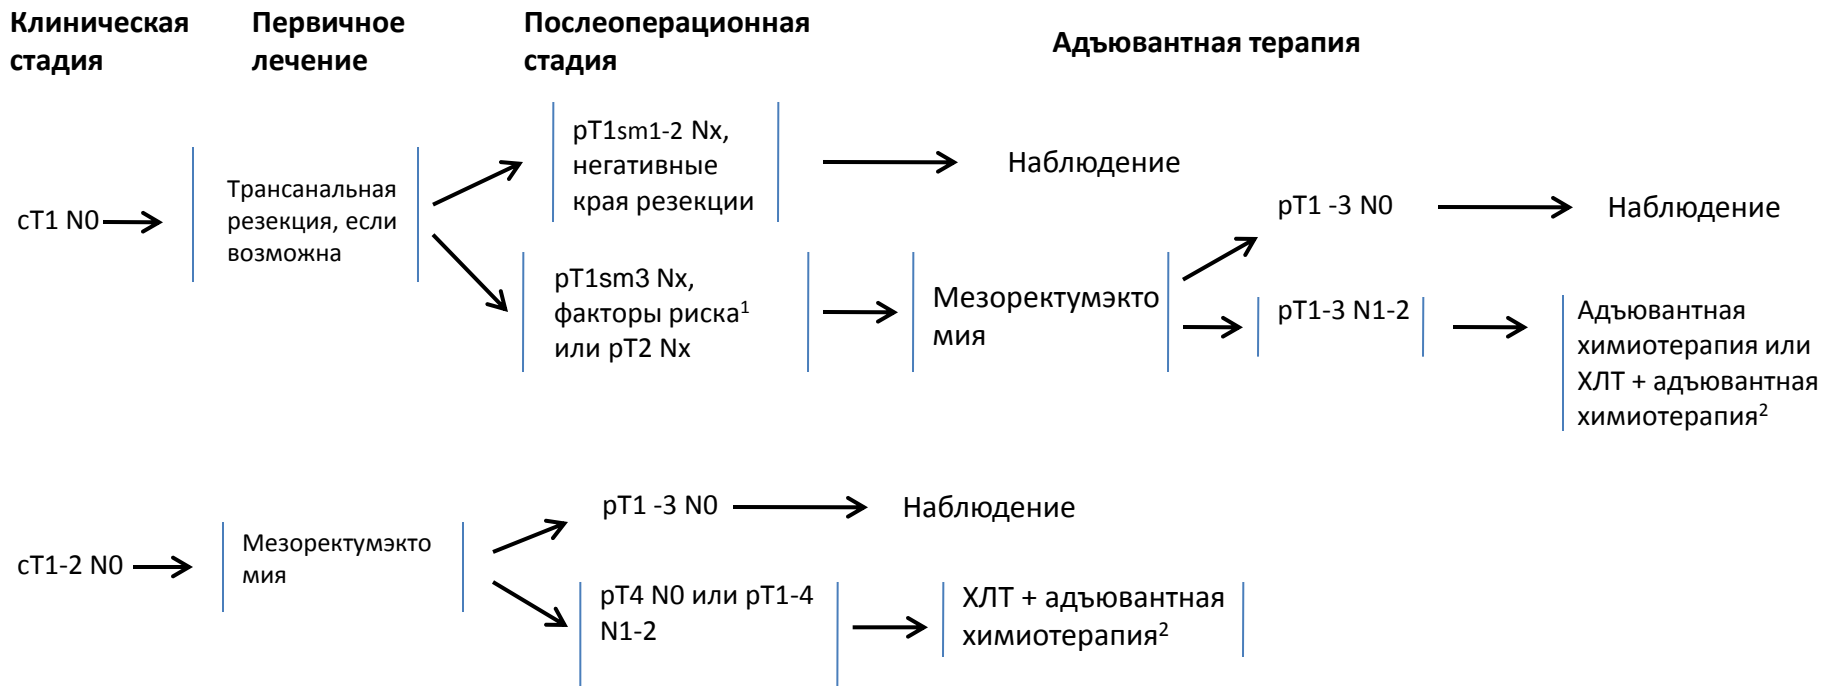 Клиническая
стадия
Первичное
лечение
Послеоперационная
стадия
Адъювантная терапия
cT1 N0
Трансанальная
резекция, если
возможна
pT1sm1-2 Nx,
негативные
края резекции
Наблюдение
pT1sm3 Nx,
факторы риска¹
или pT2 Nx
Мезоректумэкто
мия
pT1 -3 N0
Наблюдение
pT1-3 N1-2
Адъювантная
химиотерапия или
ХЛТ + адъювантная
химиотерапия²
cT1-2 N0
Мезоректумэкто
мия
pT1 -3 N0
Наблюдение
pT4 N0 или pT1-4
N1-2
ХЛТ + адъювантная
химиотерапия²